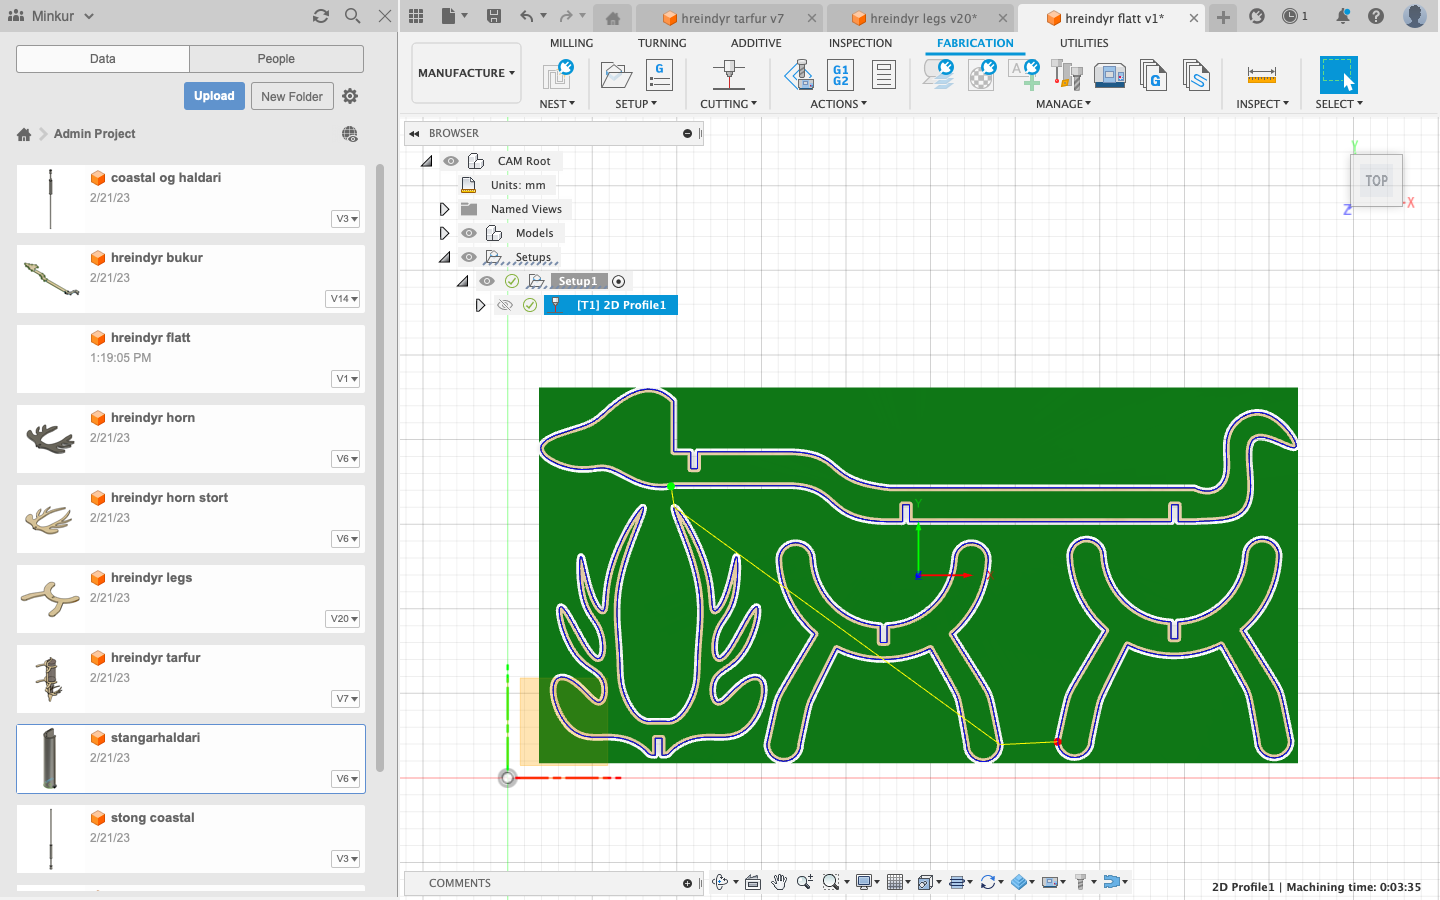 Minkur
hreindyr tarfur v7
hreindyr legs v20*
hreindyr flatt v1*
1
Data
People
MILLING
TURNING
ADDITIVE
INSPECTION
FABRICATION
UTILITIES
MANUFACTURE
G
G1
G2
G
S
A
NEST
SETUP
CUTTING
ACTIONS
MANAGE
INSPECT
SELECT
Upload
New Folder
Admin Project
coastal og haldari
2/21/23
V3
hreindyr bukur
2/21/23
V14
hreindyr flatt
1:19:05 PM
V1
hreindyr horn
2/21/23
V6
hreindyr horn stort
2/21/23
V6
hreindyr legs
2/21/23
V20
hreindyr tarfur
2/21/23
V7
stangarhaldari
2/21/23
V6
stong coastal
2/21/23
V3
BROWSER
CAM Root
Units: mm
Named Views
Models
Setups
Setup1
[T1] 2D Profile1
Y
TOP
X
Z
Y
COMMENTS
2D Profile1 | Machining time: 0:03:35